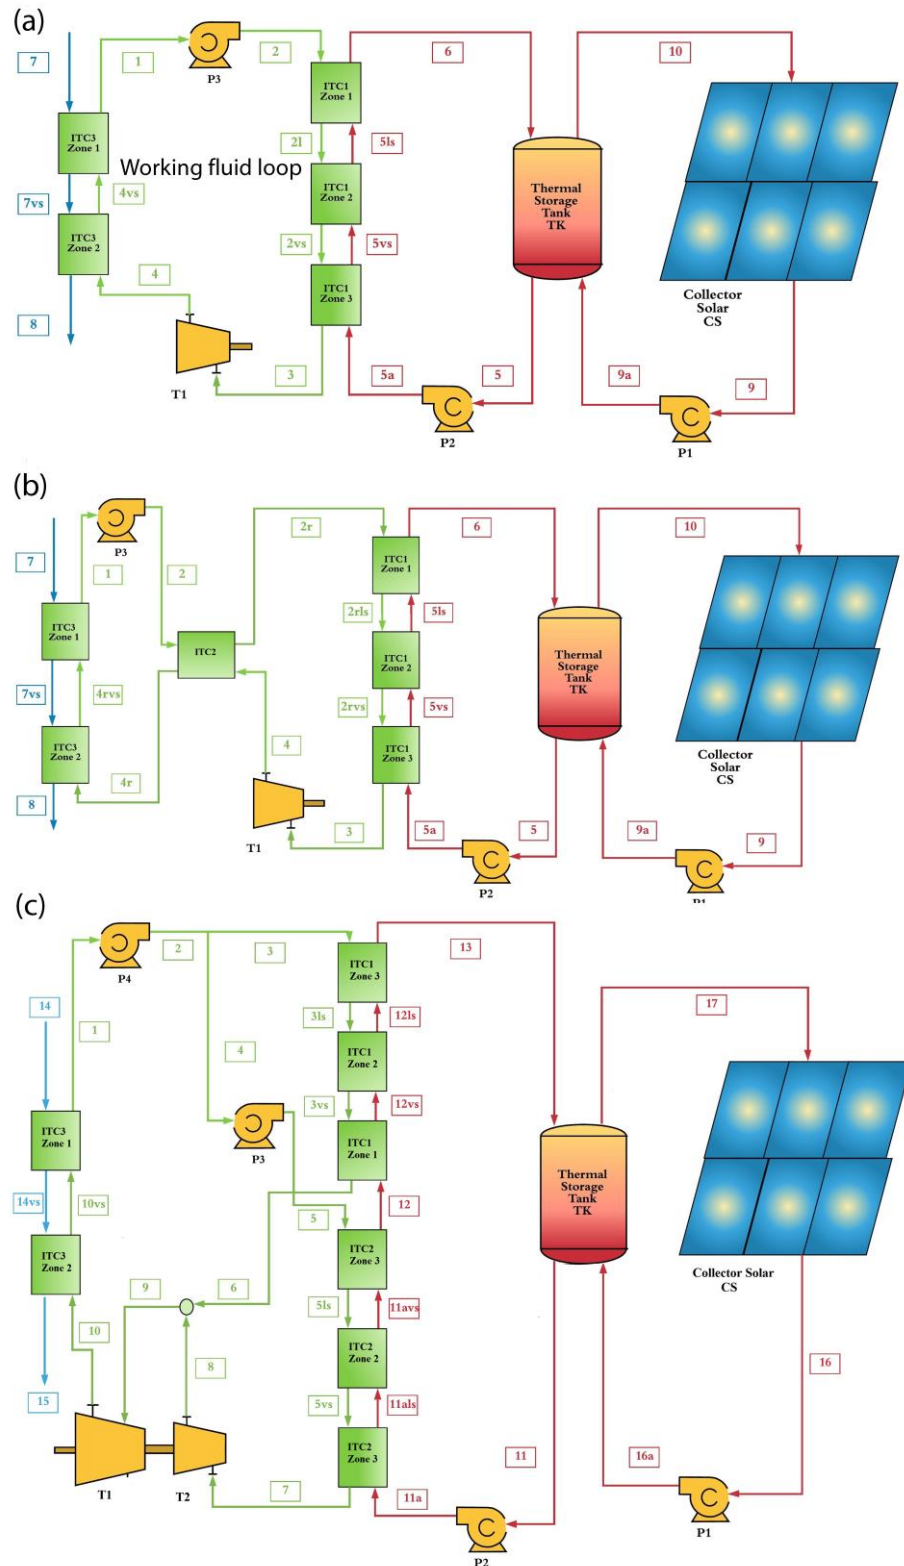 (a)
7
1
P3
2
6
10
ITC3
Zone 1
ITC1
Zone 1
2l
5ls
Working fluid loop
7vs
4vs
ITC1
Zone 2
Thermal
Storage
Tank
TK
ITC3
Zone 2
2vs
5vs
4
ITC1
Zone 3
Collector
Solar
CS
8
T1
3
5a
5
9a
9
P2
P1
(b)
7
P3
2r
6
10
1
2
ITC1
Zone 1
ITC3
Zone 1
2rls
5ls
ITC2
ITC1
Zone 2
Thermal
Storage
Tank
TK
7vs
4rvs
2rvs
5vs
ITC3
Zone 2
4
ITC1
Zone 3
Collector
Solar
CS
4r
8
T1
3
5a
5
9a
9
P2
P1
(c)
P4
2
3
13
ITC1
Zone 3
14
1
3ls
12ls
17
4
ITC1
Zone 2
P3
3vs
12vs
ITC3
Zone 1
ITC1
Zone 1
Thermal
Storage
Tank
TK
14vs
10vs
5
12
ITC3
Zone 2
ITC2
Zone 3
Collector Solar
CS
9
6
5ls
11avs
10
8
ITC2
Zone 2
16
15
5vs
11als
11
16a
ITC2
Zone 3
T1
T2
7
11a
P2
P1